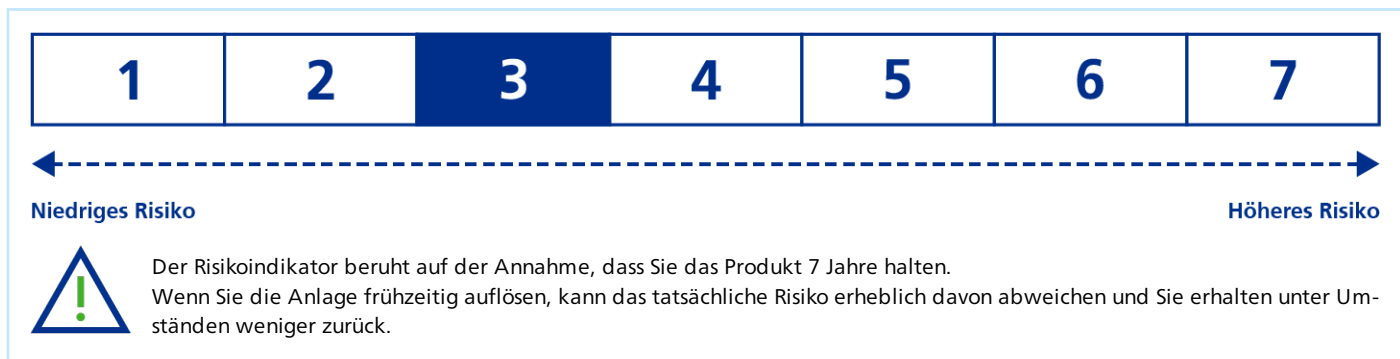 1 2 3 4 5 6 7
Niedriges Risiko Höheres Risiko
Der Risikoindikator beruht auf der Annahme, dass Sie das Produkt 7 Jahre halten.
Wenn Sie die Anlage frühzeitig auflösen, kann das tatsächliche Risiko erheblich davon abweichen und Sie erhalten unter Um-
ständen weniger zurück.